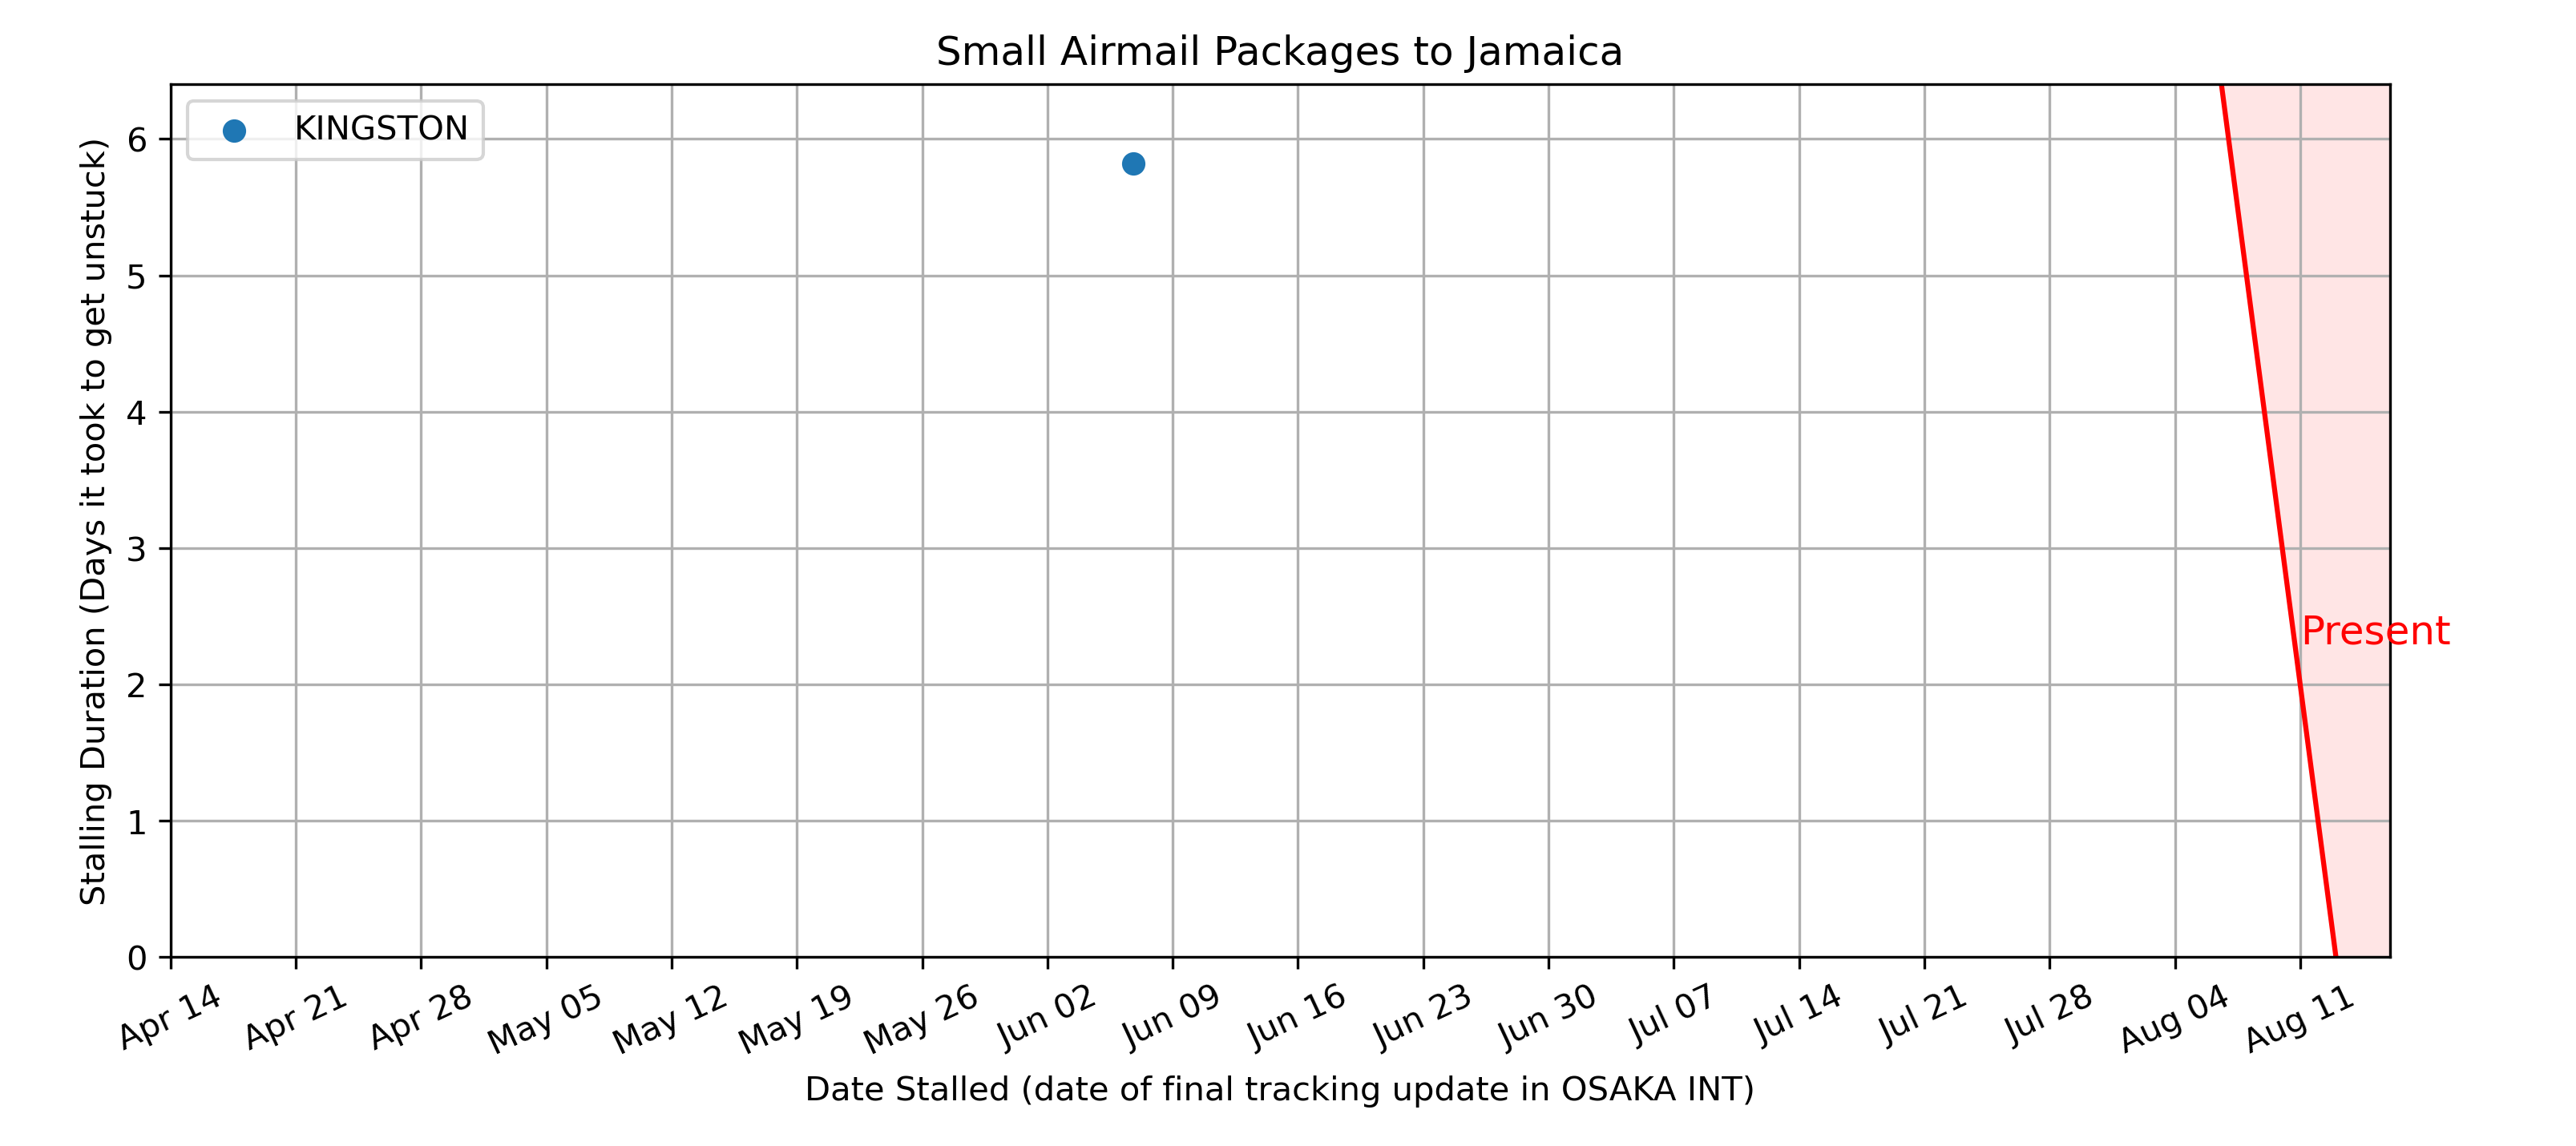 Small Airmail Packages to Jamaica
KINGSTON
Stalling Duration (Days it took to get unstuck)
6
5
4
3
2
1
0
Present
Apr 14
Apr 21
Apr 28
May 05
May 12
May 19
May 26
Jun 02
Jun 09
Jun 16
Jun 23
Jun 30
Jul 07
Jul 14
Jul 21
Jul 28
Aug 04
Aug 11
Date Stalled (date of final tracking update in OSAKA INT)